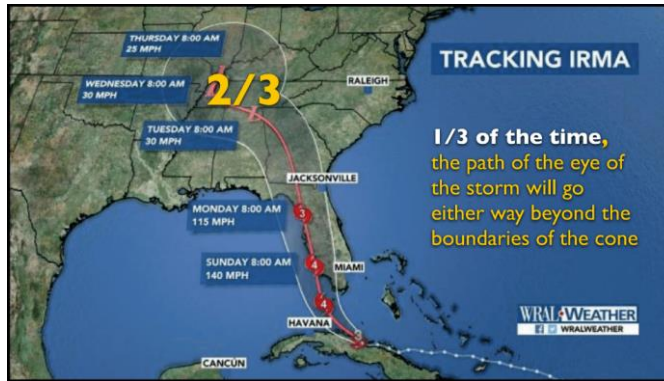 THURSDAY 8:00 AM
25 MPH
TRACKING IRMA
WEDNESDAY 8:00 AM
30 MPH
2/3
RALEIGH
TUESDAY 8:00 AM
30 MPH
1/3 of the time,
the path of the eye of
the storm will go
either way beyond the
boundaries of the cone
JACKSONVILLE
MONDAY 8:00 AM
115 MPH
3
SUNDAY 8:00 AM
140 MPH
4
MIAMI
4
HAVANA
3
WRAL WEATHER
WRALWEATHER
CANCÚN